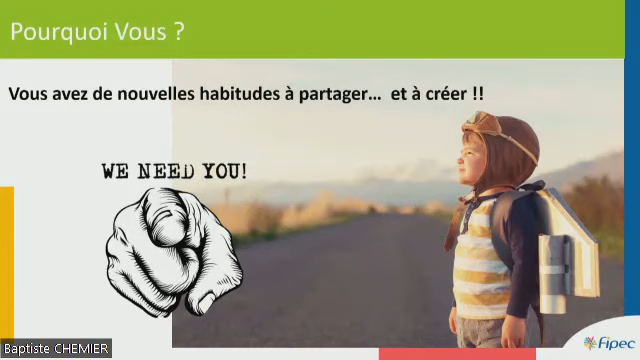 Pourquoi Vous ?
Vous avez de nouvelles habitudes à partager... et à créer !!
WE NEED YOU!
Baptiste CHEMIER
Fipec